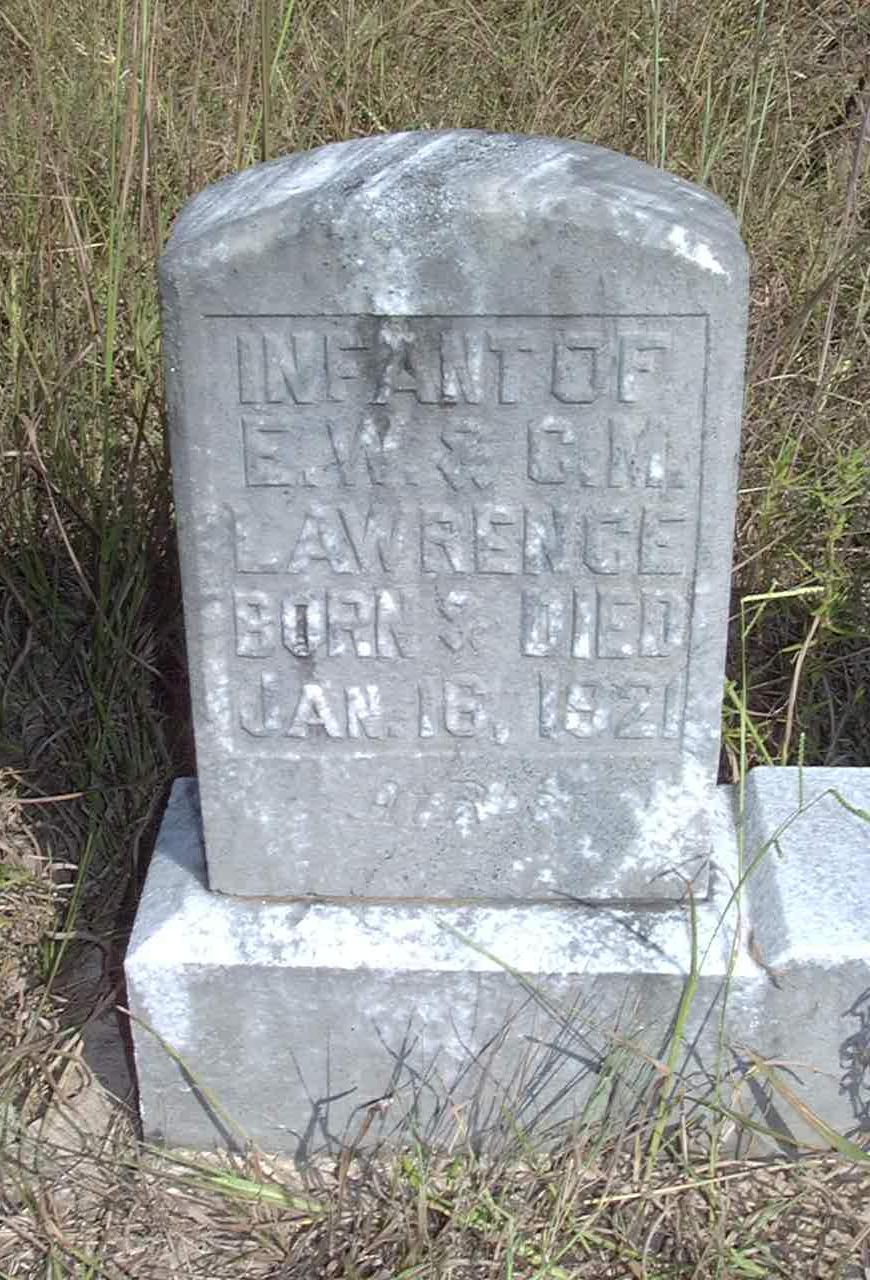 INFANT OF
E.W. & C.M.
LAWRENCE
BORN & DIED
JAN. 16, 1921